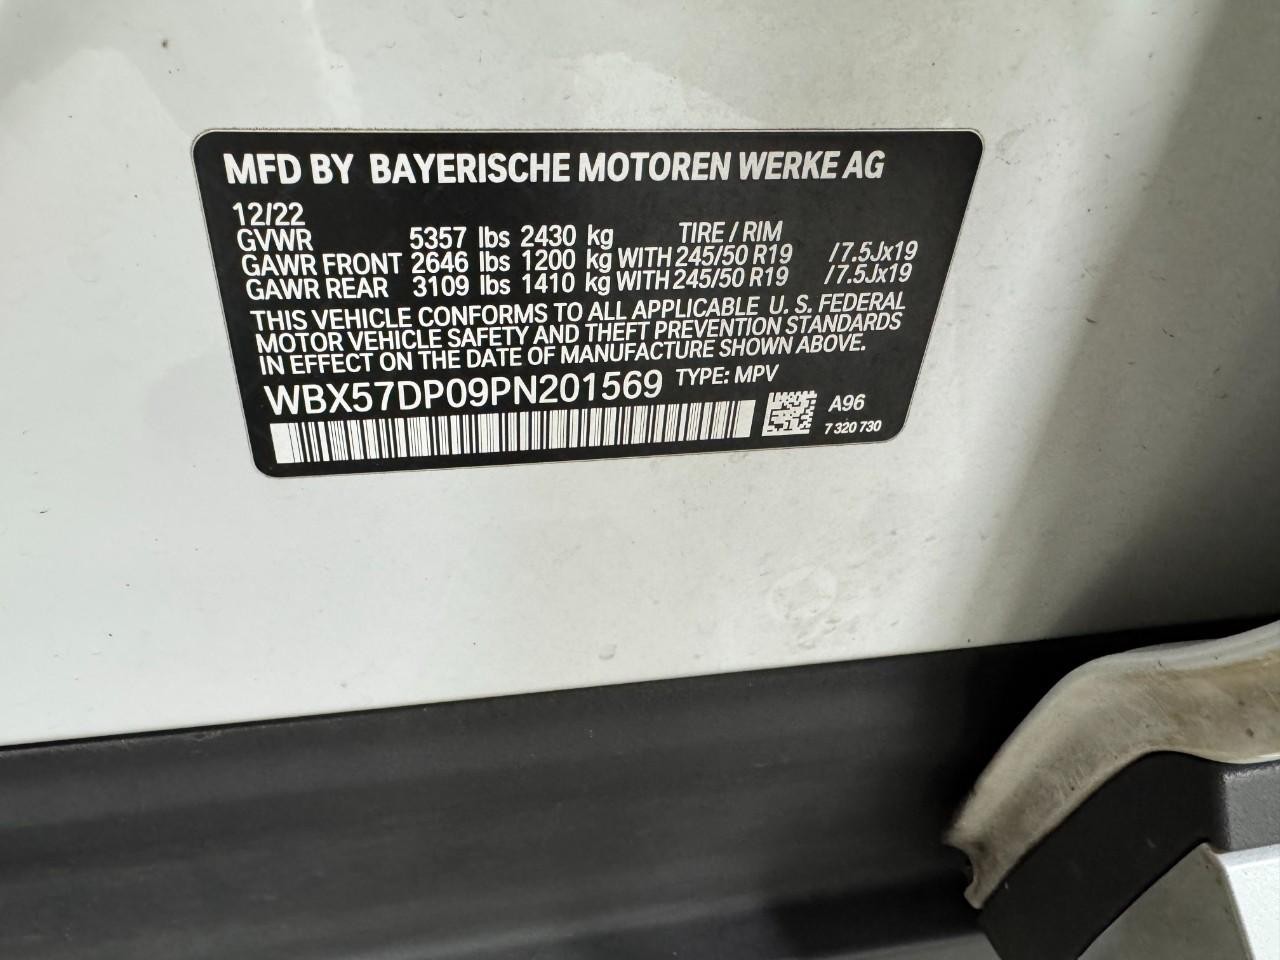 MFD BY BAYERISCHE MOTOREN WERKE AG
12/22
GVWR 5357 lbs 2430 kg TIRE / RIM
GAWR FRONT 2646 lbs 1200 kg WITH 245/50 R19 /7.5Jx19
GAWR REAR 3109 lbs 1410 kg WITH 245/50 R19 /7.5Jx19
THIS VEHICLE CONFORMS TO ALL APPLICABLE U. S. FEDERAL
MOTOR VEHICLE SAFETY AND THEFT PREVENTION STANDARDS
IN EFFECT ON THE DATE OF MANUFACTURE SHOWN ABOVE.
WBX57DP09PN201569 TYPE: MPV
A96
7 320 730